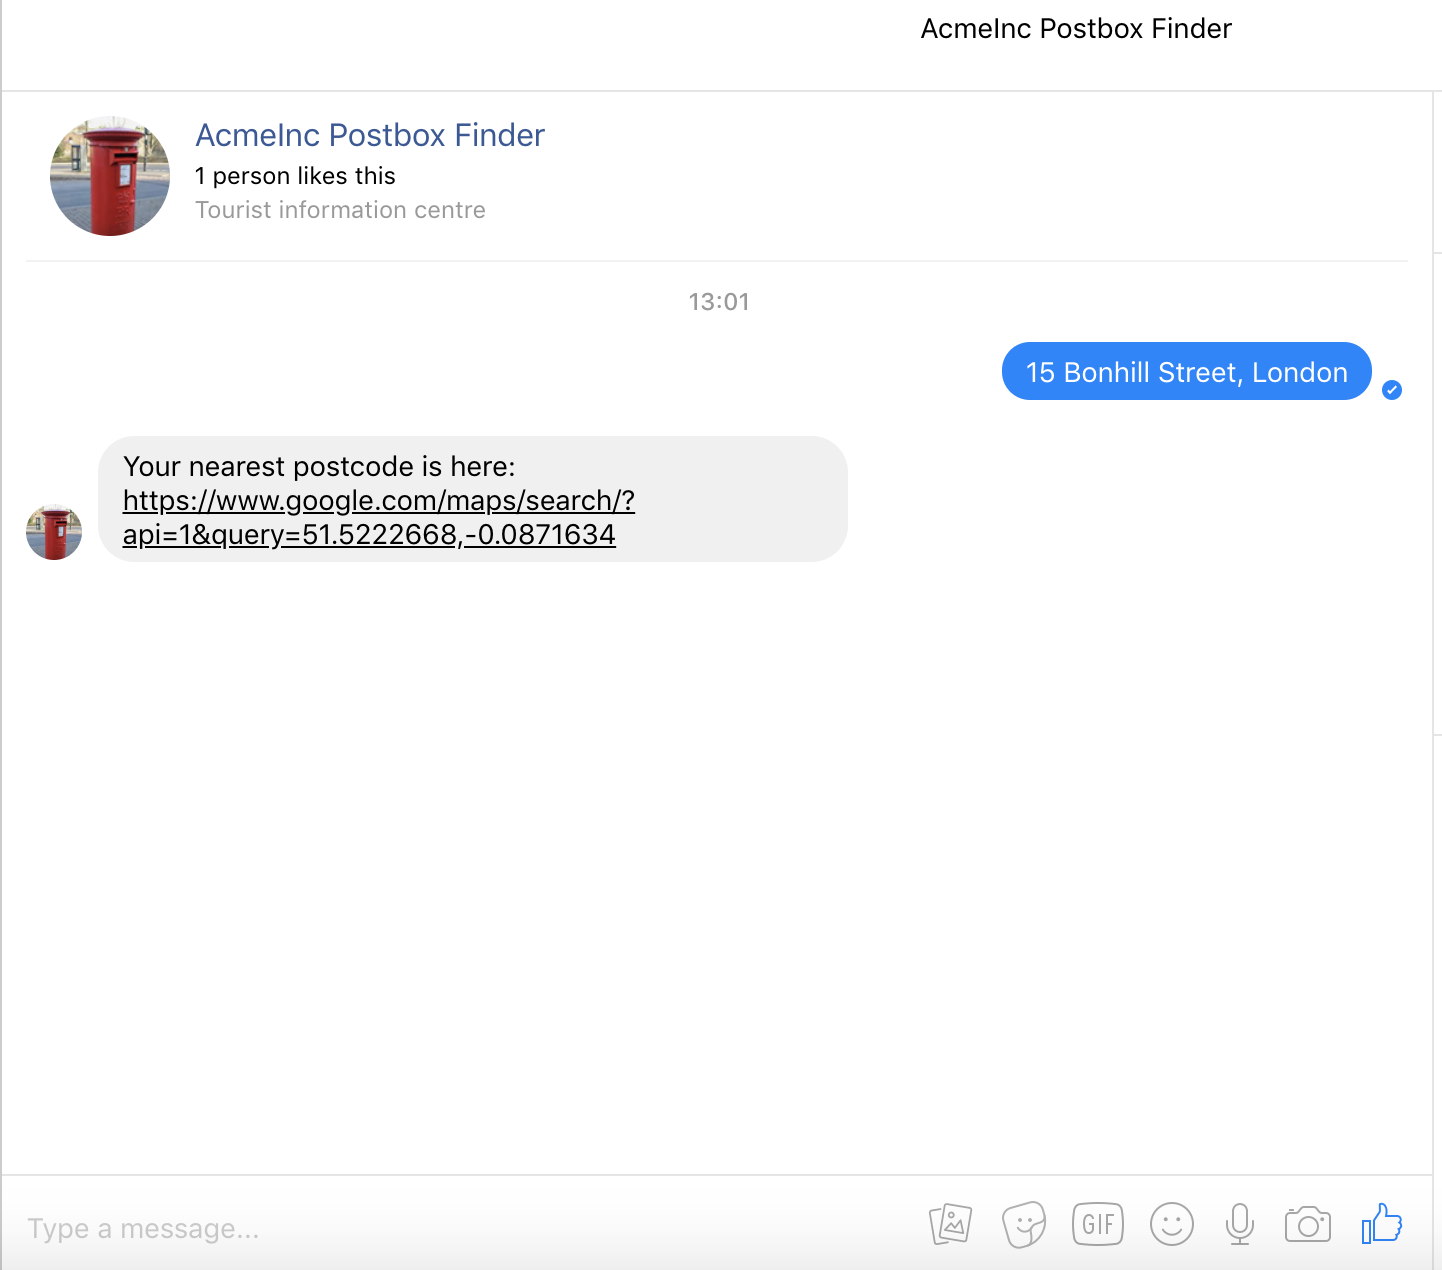 AcmeInc Postbox Finder
AcmeInc Postbox Finder
1 person likes this
Tourist information centre
13:01
15 Bonhill Street, London
Your nearest postcode is here:
https://www.google.com/maps/search/?
api=1&query=51.5222668,-0.0871634
Type a message...
GIF